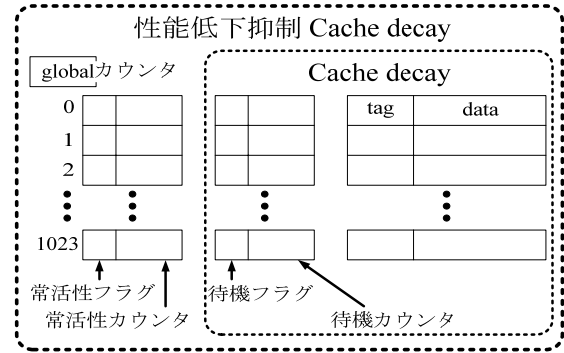 性能低下抑制 Cache decay
globalカウンタ
Cache decay
0
tag data
1
2
1023
常活性フラグ
待機フラグ
常活性カウンタ
待機カウンタ